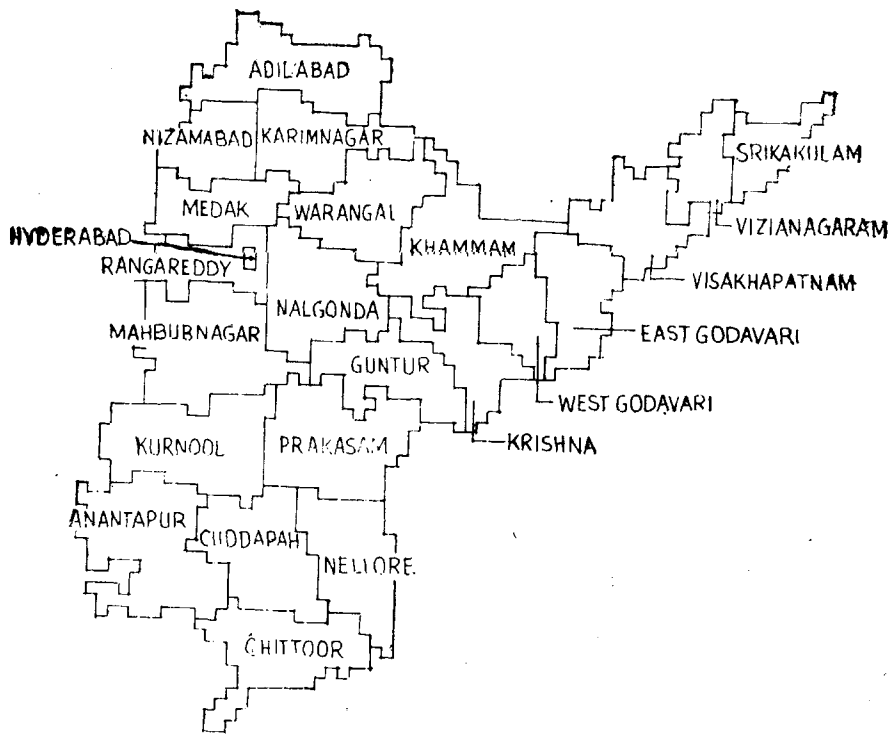 ADILABAD
NIZAMABAD
KARIMNAGAR
SRIKAKULAM
MEDAK
WARANGAL
VIZIANAGARAM
HYDERABAD
KHAMMAM
RANGAREDDY
VISAKHAPATNAM
NALGONDA
MAHBUBNAGAR
EAST GODAVARI
GUNTUR
WEST GODAVARI
KURNOOL
PRAKASAM
KRISHNA
ANANTAPUR
CUDDAPAH
NELLORE
CHITTOOR